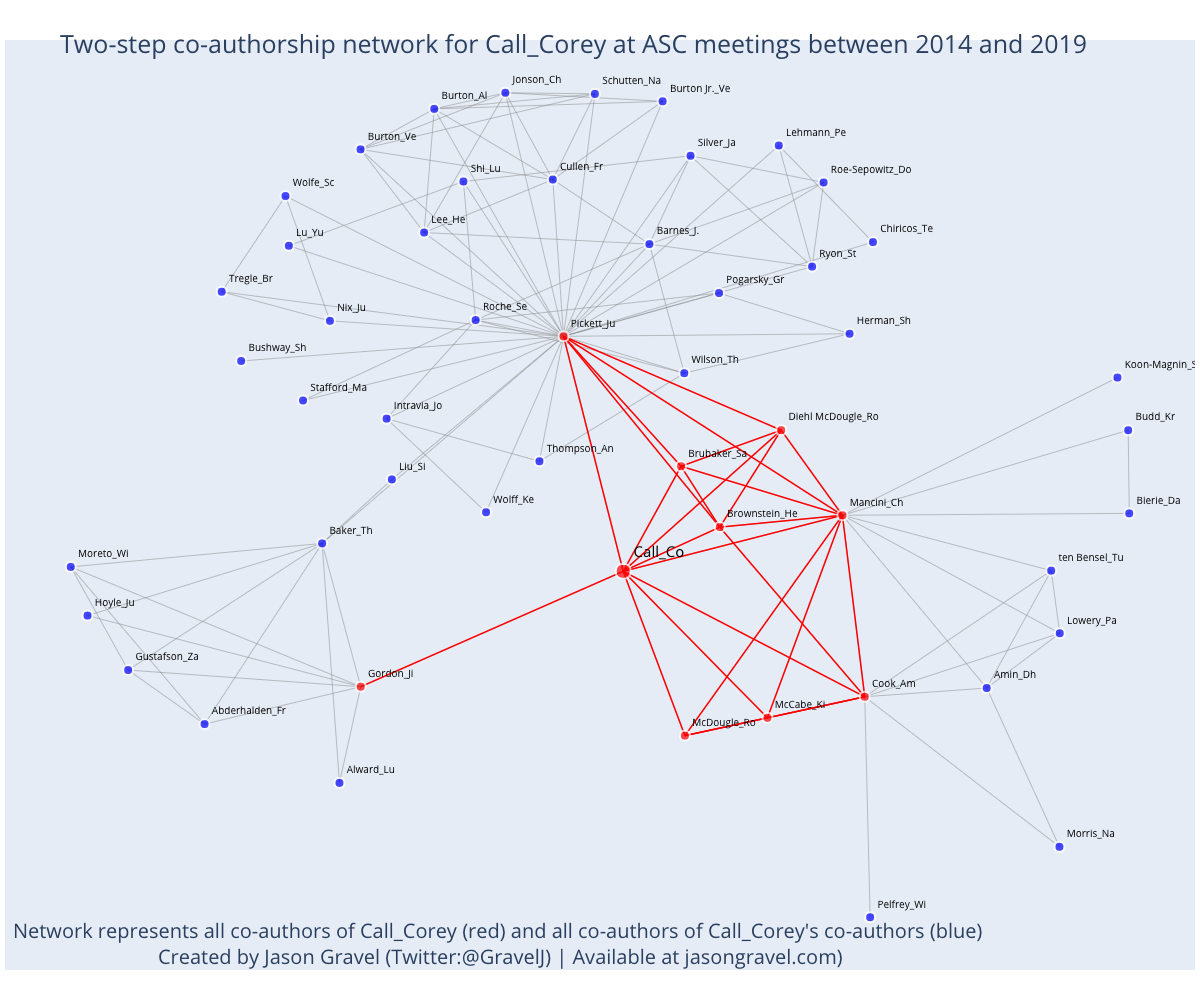 Two-step co-authorship network for Call_Corey at ASC meetings between 2014 and 2019
Jonson_Ch
Schutten_Na
Burton Jr._Ve
Burton_Al
Burton_Ve
Lehmann_Pe
Silver_Ja
Shi_Lu
Cullen_Fr
Roe-Sepowitz_Do
Wolfe_Sc
Lee_He
Barnes_J.
Chiricos_Te
Lu_Yu
Ryon_St
Tregle_Br
Pogarsky_Gr
Nix_Ju
Roche_Se
Pickett_Ju
Herman_Sh
Bushway_Sh
Wilson_Th
Koon-Magnin_S
Stafford_Ma
Intravia_Jo
Diehl McDougle_Ro
Budd_Kr
Thompson_An
Brubaker_Sa
Liu_Si
Wolff_Ke
Mancini_Ch
Bierie_Da
Brownstein_He
Baker_Th
Call_Co
Moreto_Wi
ten Bensel_Tu
Hoyle_Ju
Lowery_Pa
Gustafson_Za
Gordon_Ji
Cook_Am
Amin_Dh
Abderhalden_Fr
McCabe_Ki
McDougle_Ro
Alward_Lu
Morris_Na
Pelfrey_Wi
Network represents all co-authors of Call_Corey (red) and all co-authors of Call_Corey's co-authors (blue)
Created by Jason Gravel (Twitter:@GravelJ) | Available at jasongravel.com)